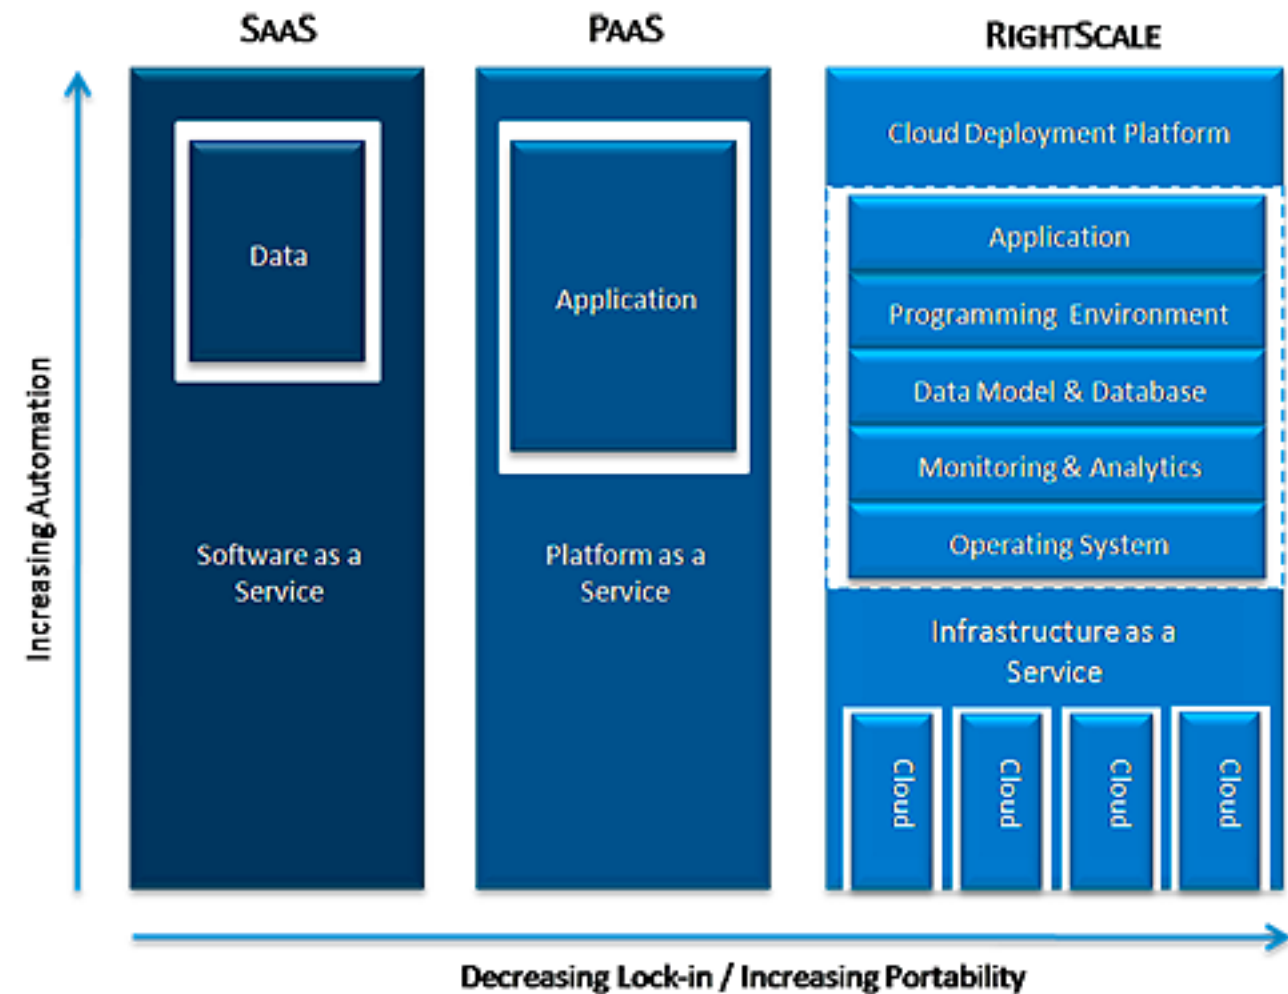 SAAS
PAAS
RIGHTSCALE
Data
Software as a
Service
Application
Platform as a
Service
Cloud Deployment Platform
Application
Programming Environment
Data Model & Database
Monitoring & Analytics
Operating System
Infrastructure as a
Service
Cloud
Cloud
Cloud
Cloud
Increasing Automation
Decreasing Lock-in / Increasing Portability